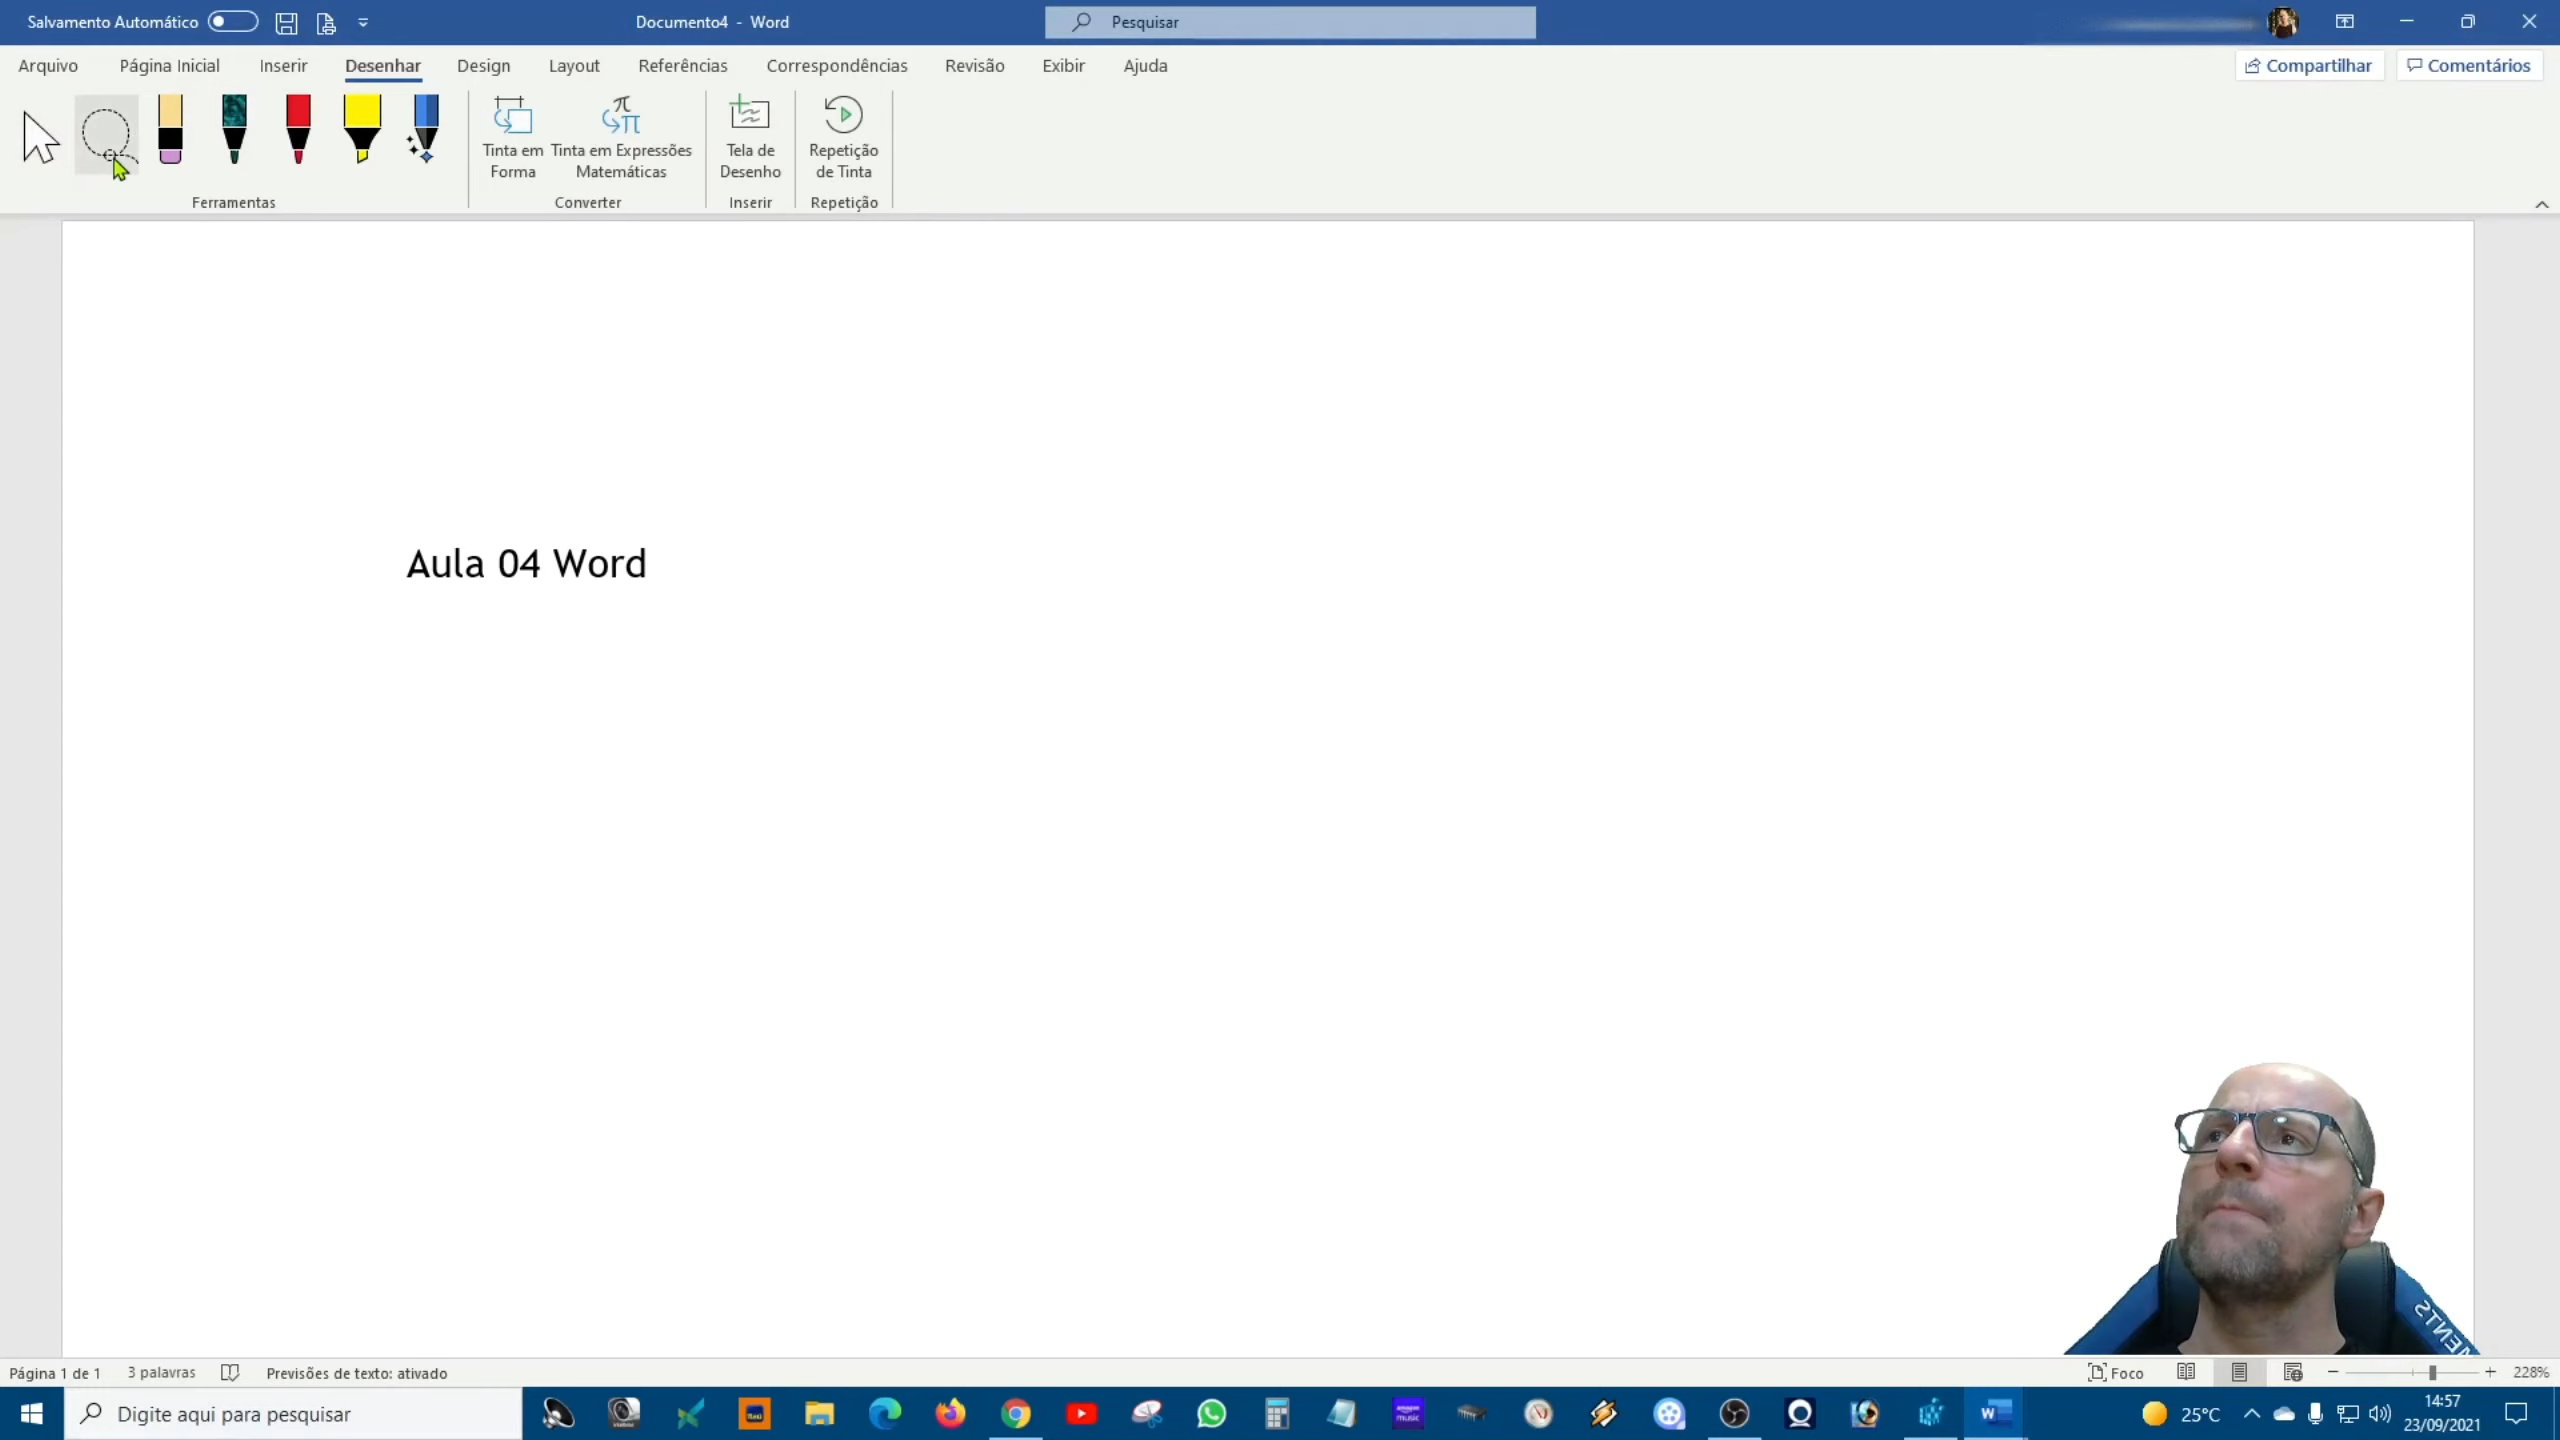 Salvamento Automático
Documento4 - Word
Pesquisar
Arquivo Página Inicial Inserir Desenhar Design Layout Referências Correspondências Revisão Exibir Ajuda
Compartilhar Comentários
Tinta em Forma
Tinta em Expressões Matemáticas
Tela de Desenho
Repetição de Tinta
Ferramentas Converter Inserir Repetição
Aula 04 Word
Página 1 de 1 3 palavras Previsões de texto: ativado
Foco
228%
Digite aqui para pesquisar
amazon music
25°C
14:57
23/09/2021